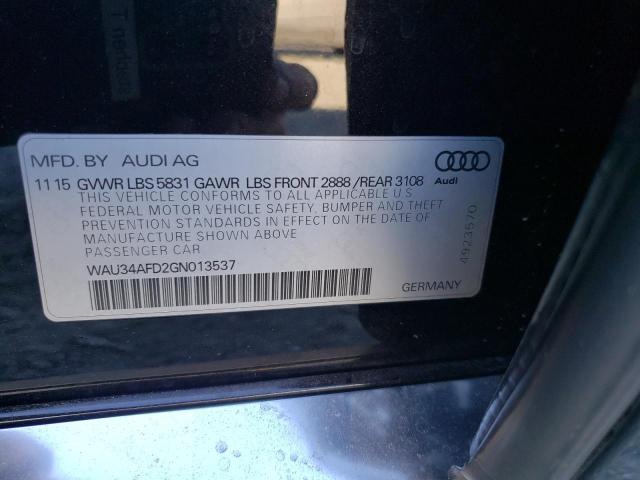 MFD. BY AUDI AG
11 15 GVWR LBS 5831 GAWR LBS FRONT 2888 /REAR 3108
THIS VEHICLE CONFORMS TO ALL APPLICABLE U.S
FEDERAL MOTOR VEHICLE SAFETY, BUMPER AND THEFT
PREVENTION STANDARDS IN EFFECT ON THE DATE OF
MANUFACTURE SHOWN ABOVE
PASSENGER CAR
WAU34AFD2GN013537
Audi
4923570
GERMANY